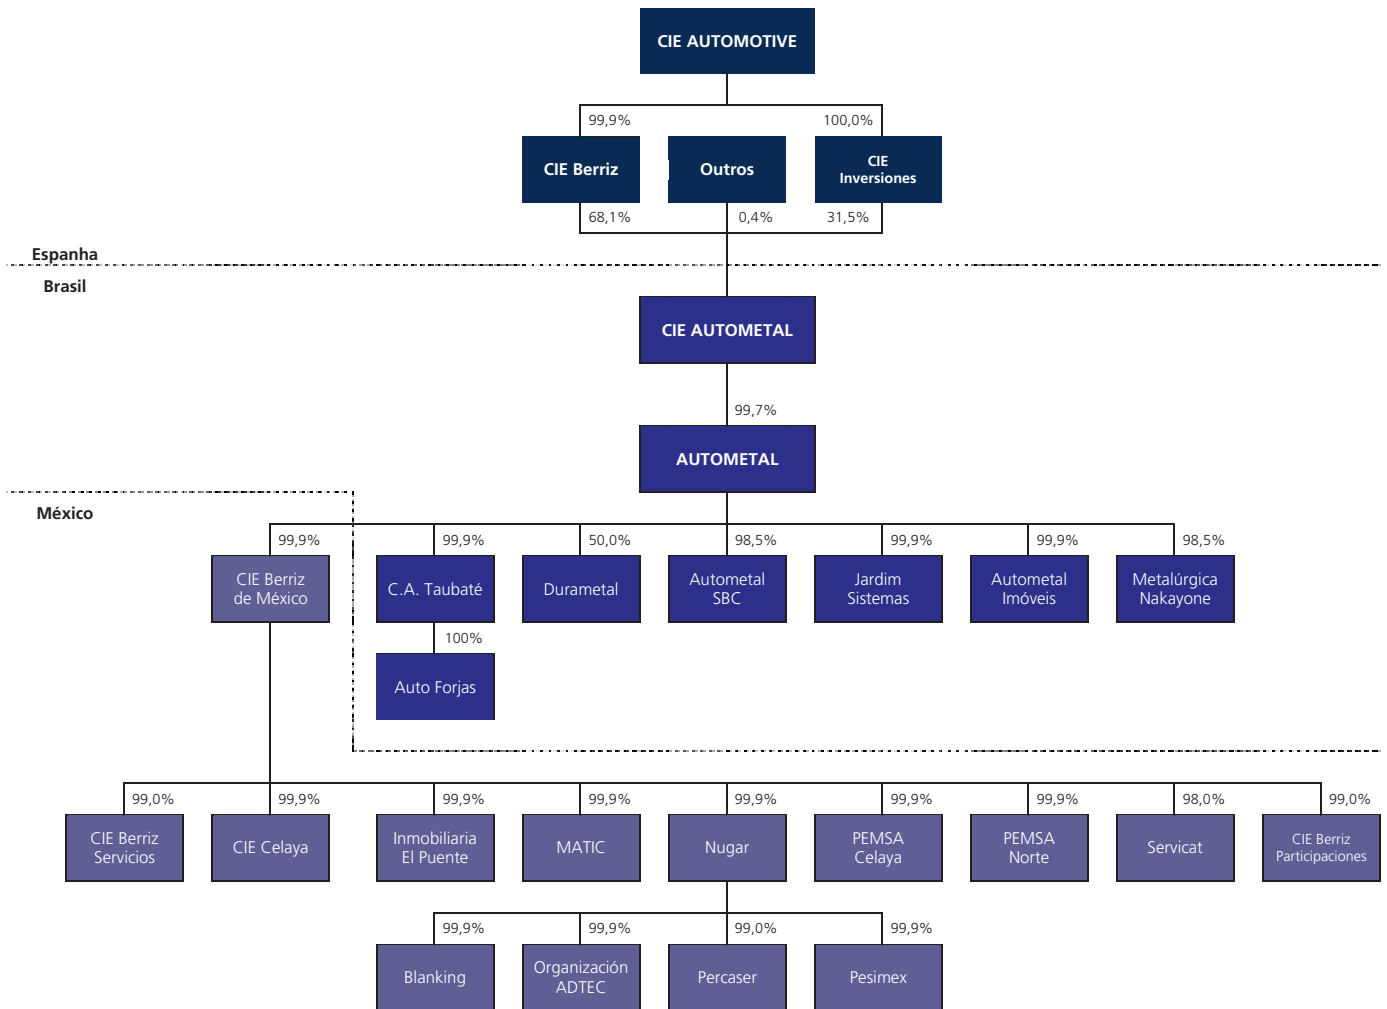 CIE AUTOMOTIVE
99,9%
100,0%
CIE Berriz
Outros
CIE
Inversiones
68,1%
0,4%
31,5%
Espanha
Brasil
CIE AUTOMETAL
99,7%
AUTOMETAL
México
99,9%
99,9%
50,0%
98,5%
99,9%
99,9%
98,5%
CIE Berriz
de México
C.A. Taubaté
Durametal
Autometal
SBC
Jardim
Sistemas
Autometal
Imóveis
Metalúrgica
Nakayone
100%
Auto Forjas
99,0%
99,9%
99,9%
99,9%
99,9%
99,9%
99,9%
98,0%
99,0%
CIE Berriz
Servicios
CIE Celaya
Inmobiliaria
El Puente
MATIC
Nugar
PEMSA
Celaya
PEMSA
Norte
Servicat
CIE Berriz
Participaciones
99,9%
99,9%
99,0%
99,9%
Blanking
Organización
ADTEC
Percaser
Pesimex